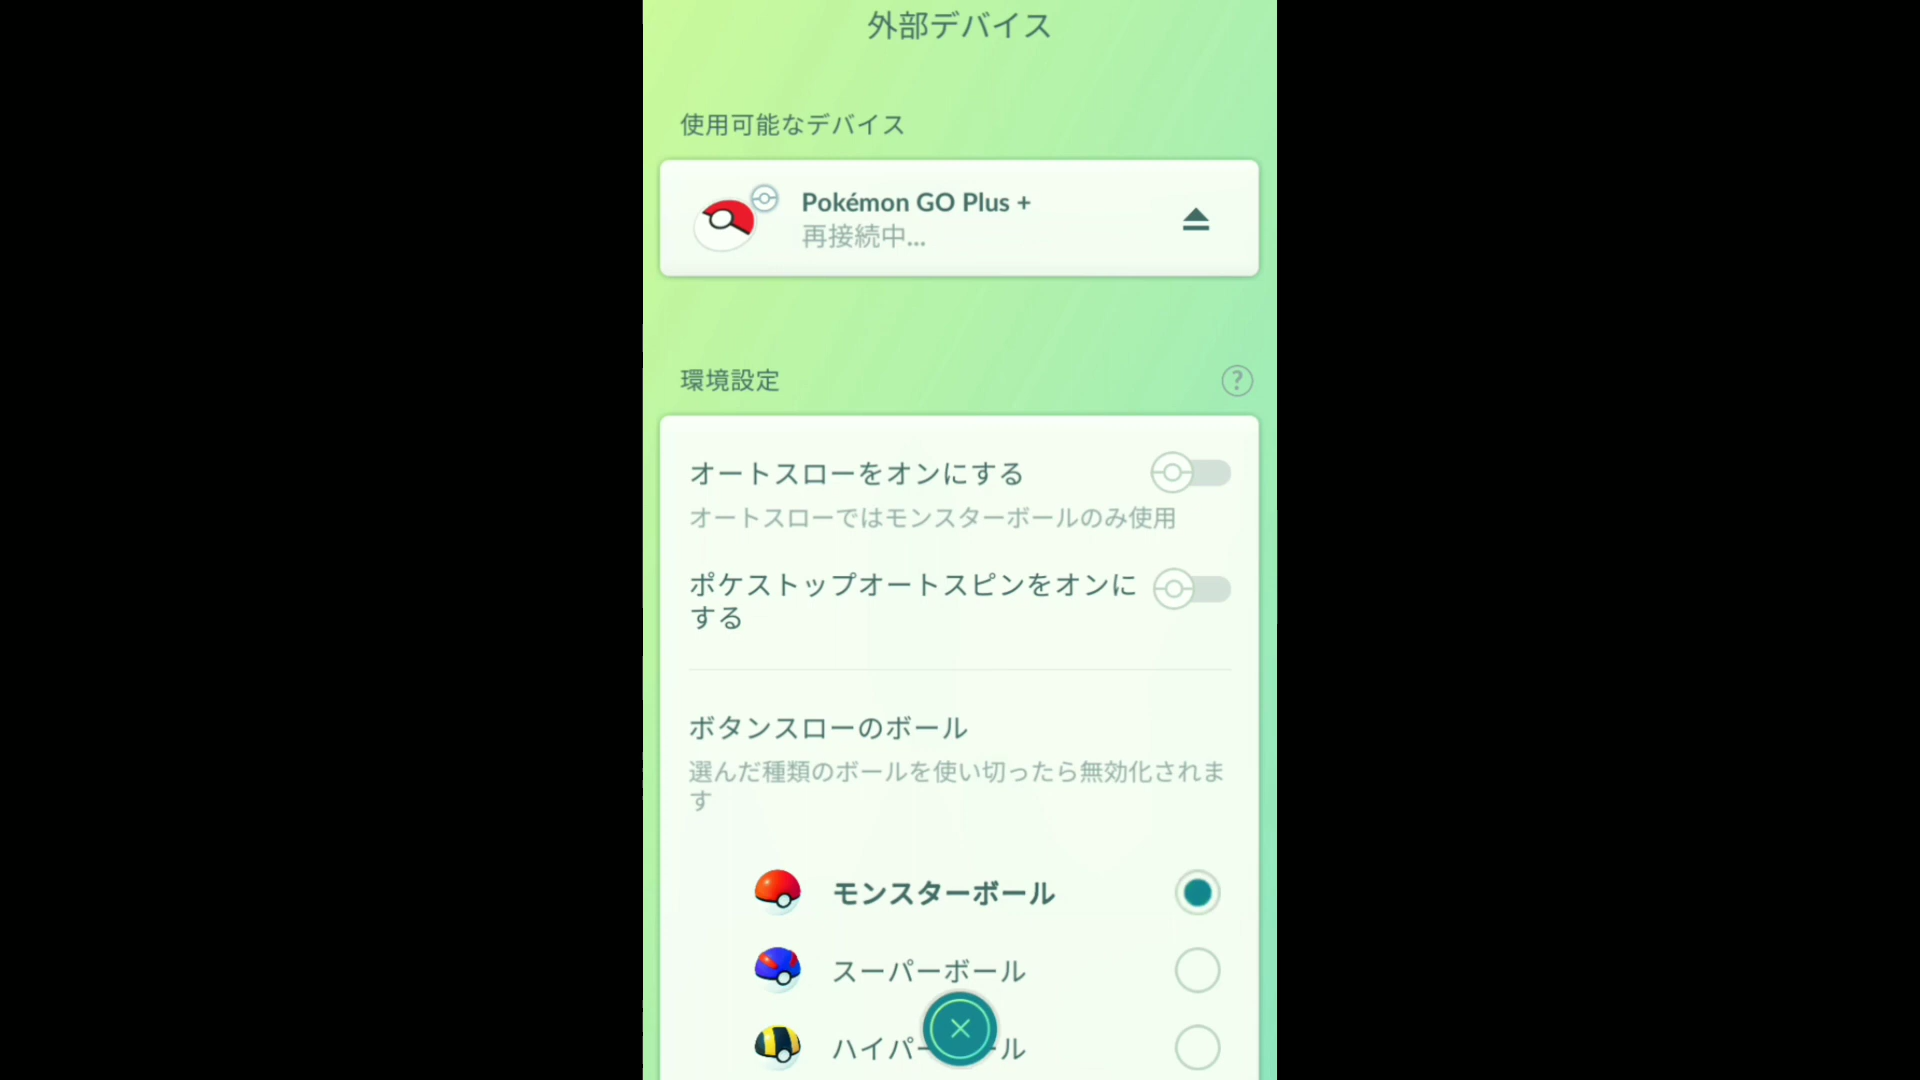 外部デバイス
使用可能なデバイス
Pokémon GO Plus +
再接続中...
環境設定
?
オートスローをオンにする
オートスローではモンスターボールのみ使用
ポケストップオートスピンをオンに
する
ボタンスローのボール
選んだ種類のボールを使い切ったら無効化されま
す
モンスターボール
スーパーボール
ハイパー ール